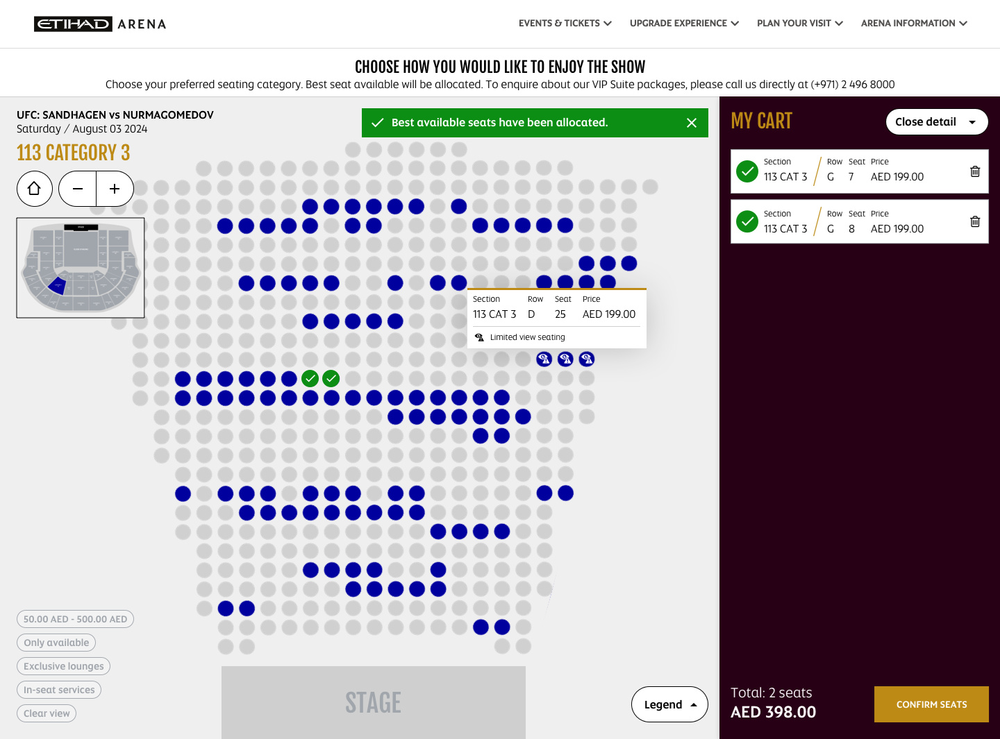 ETIHAD ARENA
EVENTS & TICKETS
UPGRADE EXPERIENCE
PLAN YOUR VISIT
ARENA INFORMATION
CHOOSE HOW YOU WOULD LIKE TO ENJOY THE SHOW
Choose your preferred seating category. Best seat available will be allocated. To enquire about our VIP Suite packages, please call us directly at (+971) 2 496 8000
UFC: SANDHAGEN vs NURMAGOMEDOV
Saturday / August 03 2024
113 CATEGORY 3
Best available seats have been allocated.
MY CART
Close detail
Section Row Seat Price
113 CAT 3 G 7 AED 199.00
Section Row Seat Price
113 CAT 3 G 8 AED 199.00
Section Row Seat Price
113 CAT 3 D 25 AED 199.00
Limited view seating
50.00 AED - 500.00 AED
Only available
Exclusive lounges
In-seat services
Clear view
STAGE
Legend
Total: 2 seats
AED 398.00
CONFIRM SEATS